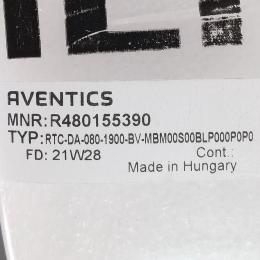 AVENTICS
MNR: R480155390
TYP: RTC-DA-080-1900-BV-MBM00S00BLP000P0P0
FD: 21W28 Cont.:
Made in Hungary